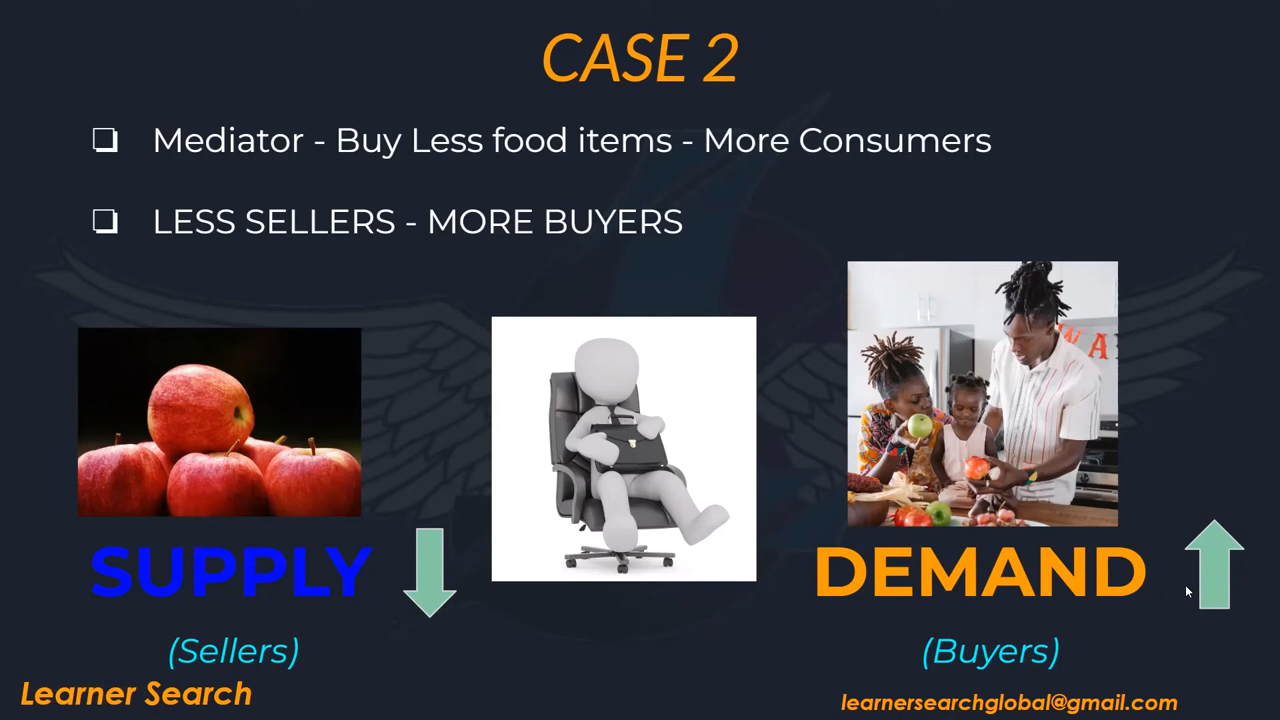 CASE 2
Mediator - Buy Less food items - More Consumers
LESS SELLERS - MORE BUYERS
W A
SUPPLY
DEMAND
(Sellers)
(Buyers)
Learner Search
learnersearchglobal@gmail.com